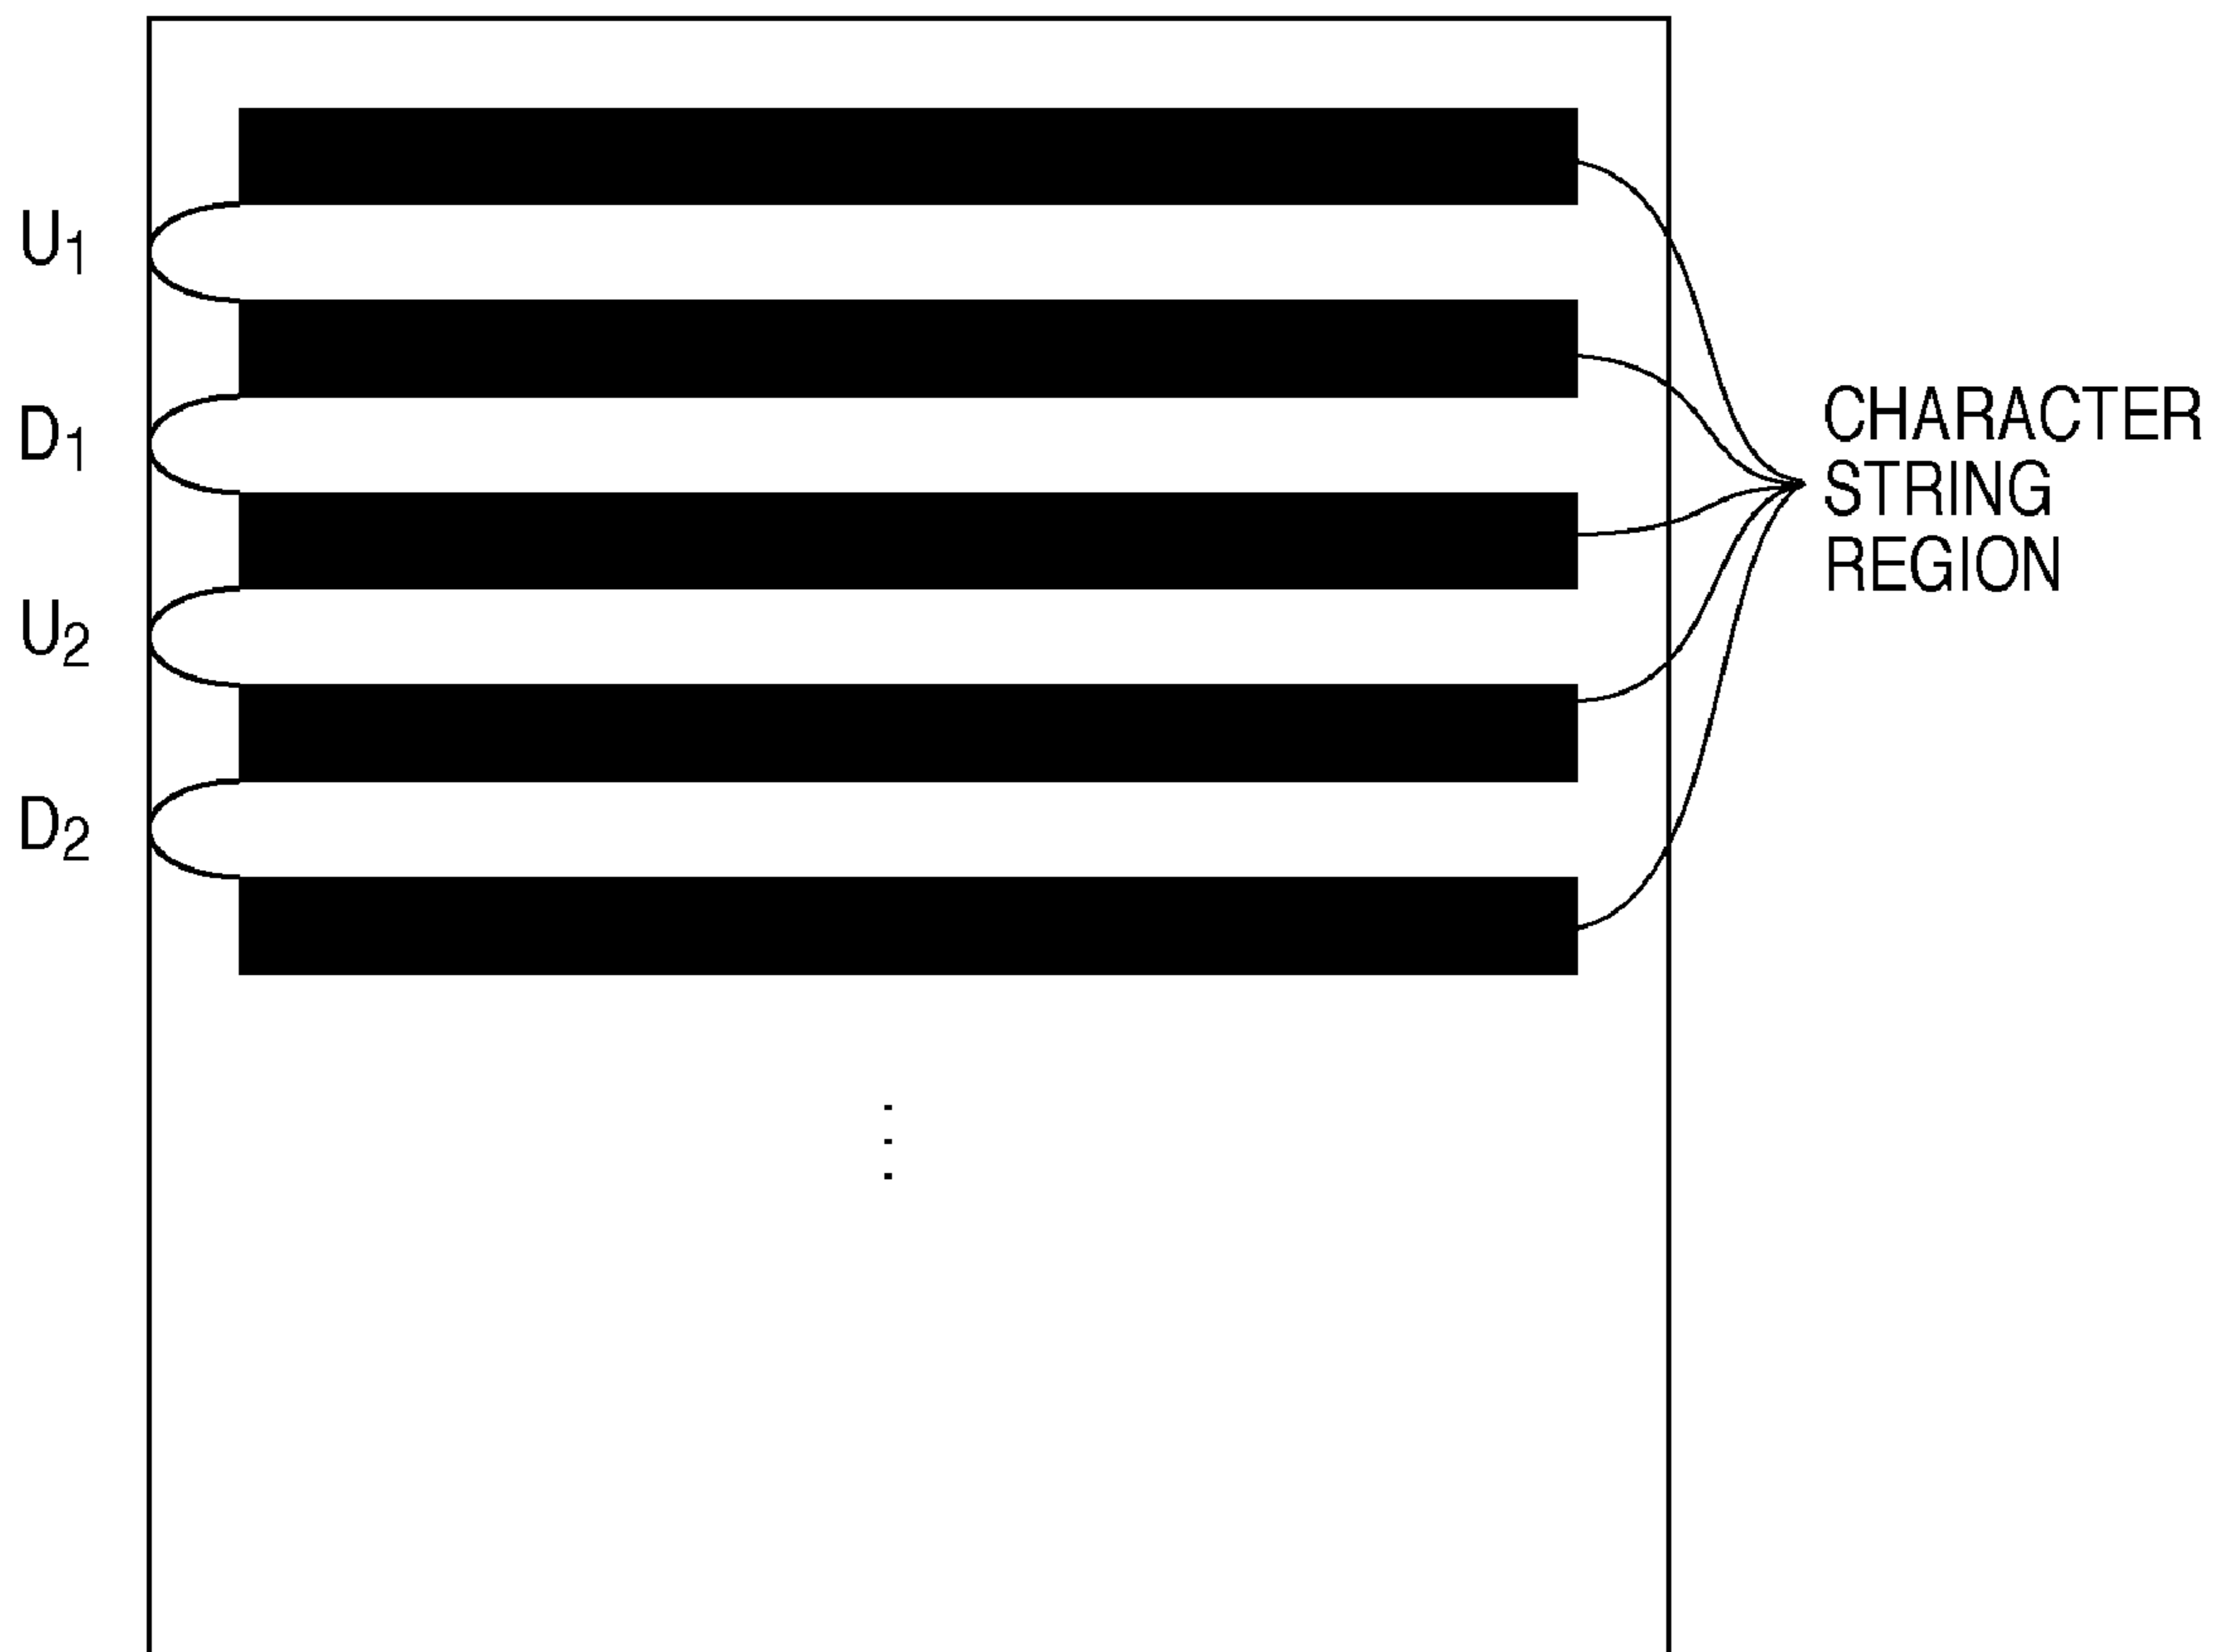 U1
D1
U2
D2
CHARACTER
STRING
REGION